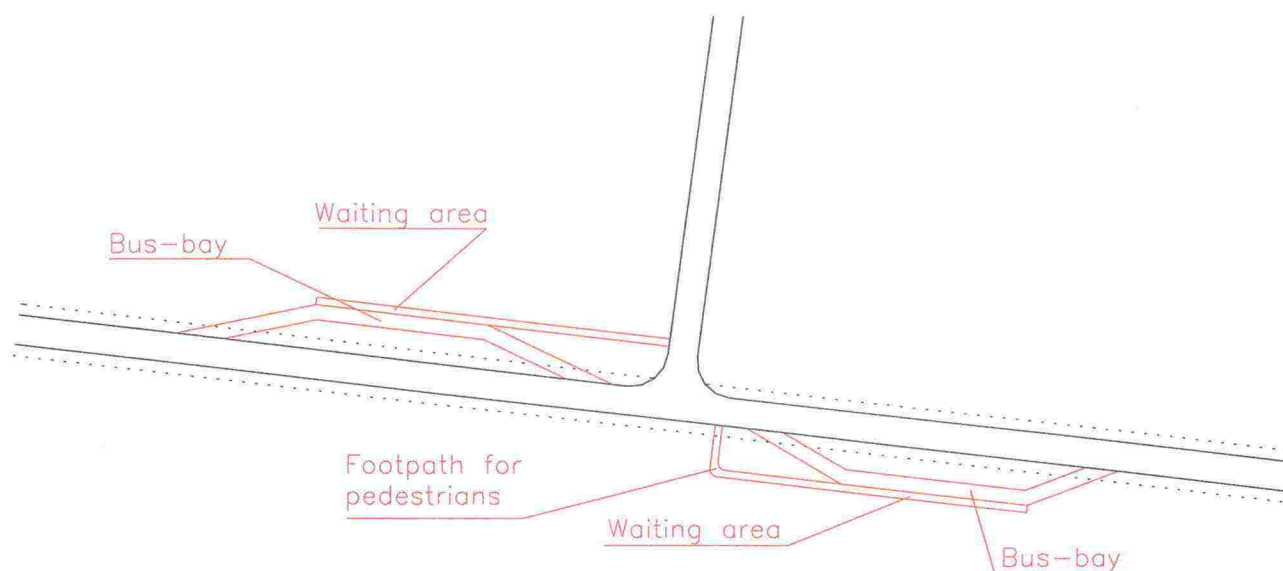 Waiting area
Bus-bay
Footpath for
pedestrians
Waiting area
Bus-bay